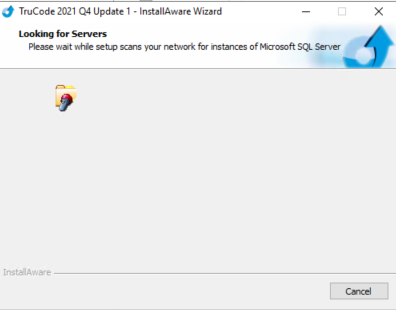 TruCode 2021 Q4 Update 1 - InstallAware Wizard
Looking for Servers
Please wait while setup scans your network for instances of Microsoft SQL Server
InstallAware
Cancel